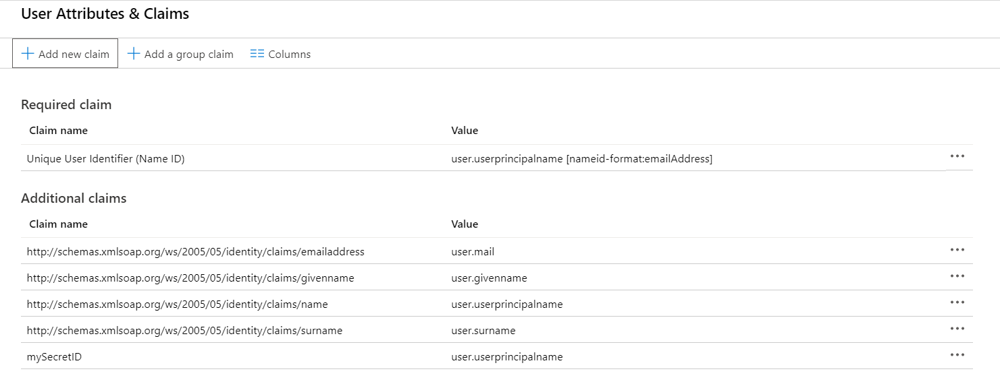 User Attributes & Claims
Add new claim Add a group claim Columns
Required claim
Claim name Value
Unique User Identifier (Name ID) user.userprincipalname [nameid-format:emailAddress]
Additional claims
Claim name Value
http://schemas.xmlsoap.org/ws/2005/05/identity/claims/emailaddress user.mail
http://schemas.xmlsoap.org/ws/2005/05/identity/claims/givenname user.givenname
http://schemas.xmlsoap.org/ws/2005/05/identity/claims/name user.userprincipalname
http://schemas.xmlsoap.org/ws/2005/05/identity/claims/surname user.surname
mySecretID user.userprincipalname